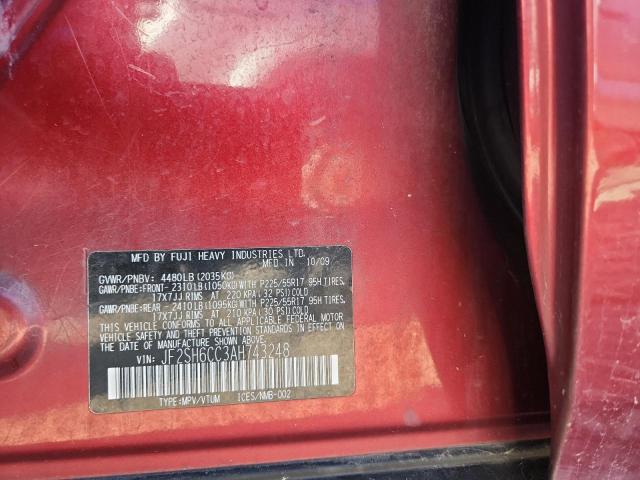 MFD BY FUJI HEAVY INDUSTRIES LTD.
MFD IN 10/09
GVWR/PNBV: 4480LB(2035KG)
GAWR/PNBE:FRONT- 2310LB(1050KG)WITH P225/55R17 95H TIRES,
17X7JJ RIMS AT 220 KPA(32 PSI)COLD
GAWR/PNBE:REAR - 2410LB(1095KG)WITH P225/55R17 95H TIRES,
17X7JJ RIMS AT 210 KPA(30 PSI)COLD
THIS VEHICLE CONFORMS TO ALL APPLICABLE FEDERAL MOTOR
VEHICLE SAFETY AND BUMPER STANDARDS IN EFFECT ON
THE DATE OF MANUFACTURE SHOWN ABOVE.
VIN: JF2SH6CC3AH743248
TYPE:MPV/VTUM ICES/NMB-002